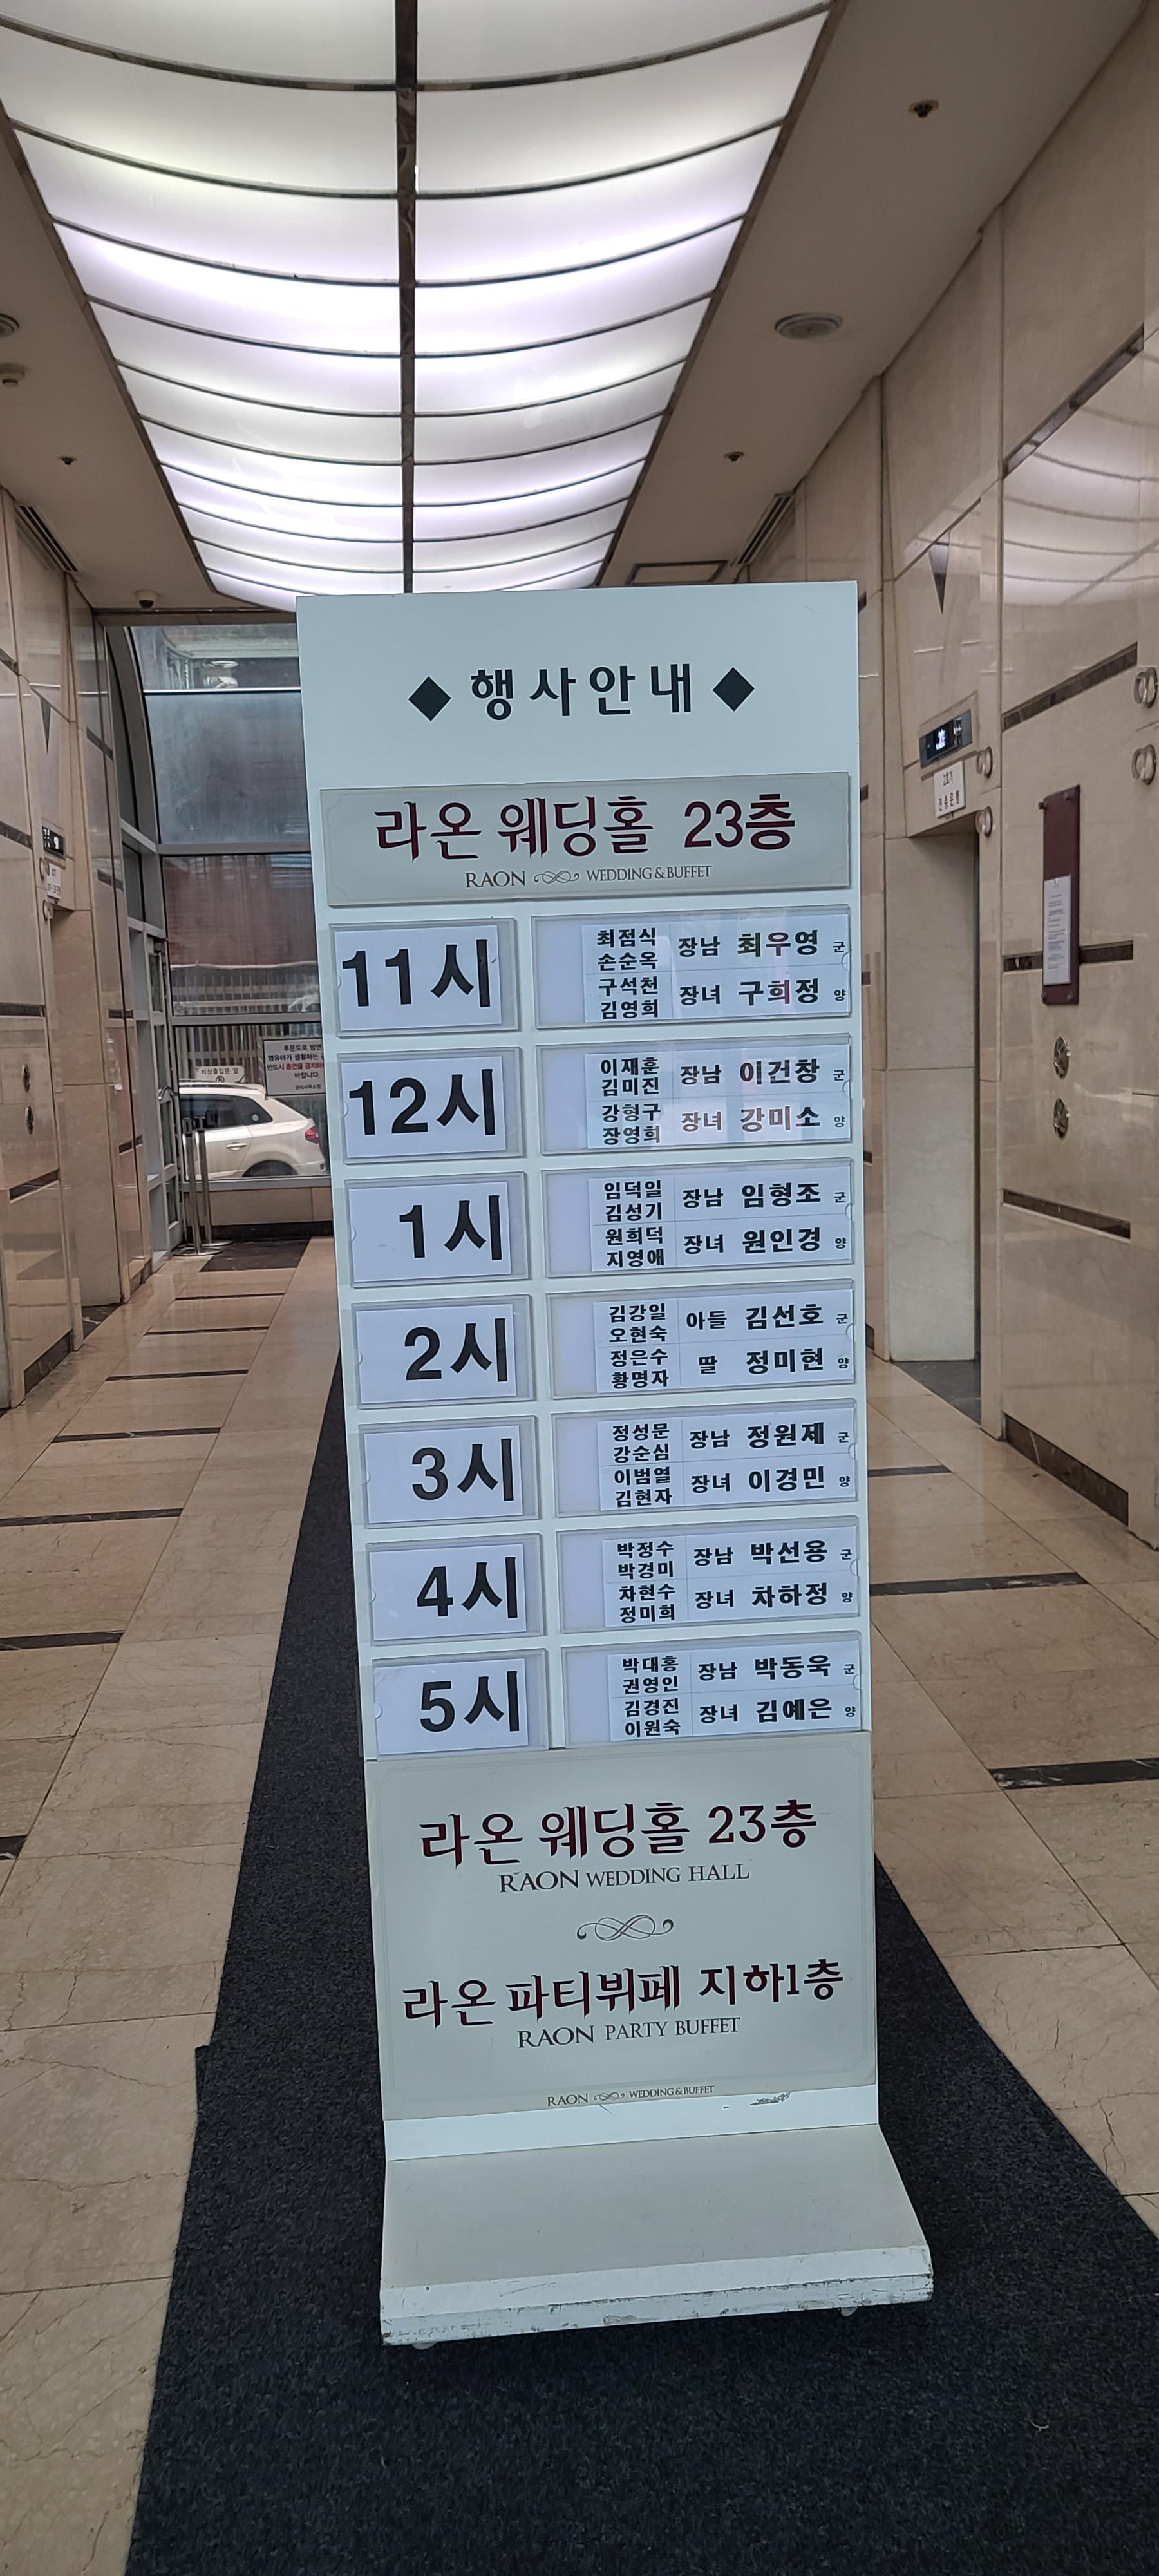 ◆ 행사안내 ◆
라온 웨딩홀 23층
RAON WEDDING & BUFFET
11시
최점식
손순옥
장남 최우영 군
구석천
김영희
장녀 구희정 양
12시
이재훈
김미진
장남 이건창 군
강형구
장영희
장녀 강미소 양
1시
임덕일
김성기
장남 임형조 군
원희덕
지영애
장녀 원인경 양
2시
김강일
오현숙
아들 김선호 군
정은수
황명자
딸 정미현 양
3시
정성문
강순심
장남 정원제 군
이범열
김현자
장녀 이경민 양
4시
박정수
박경미
장남 박선용 군
차현수
정미희
장녀 차하정 양
5시
박대홍
권영인
장남 박동욱 군
김경진
이원숙
장녀 김예은 양
라온 웨딩홀 23층
RAON WEDDING HALL
라온 파티뷔페 지하1층
RAON PARTY BUFFET
RAON WEDDING & BUFFET
2호기